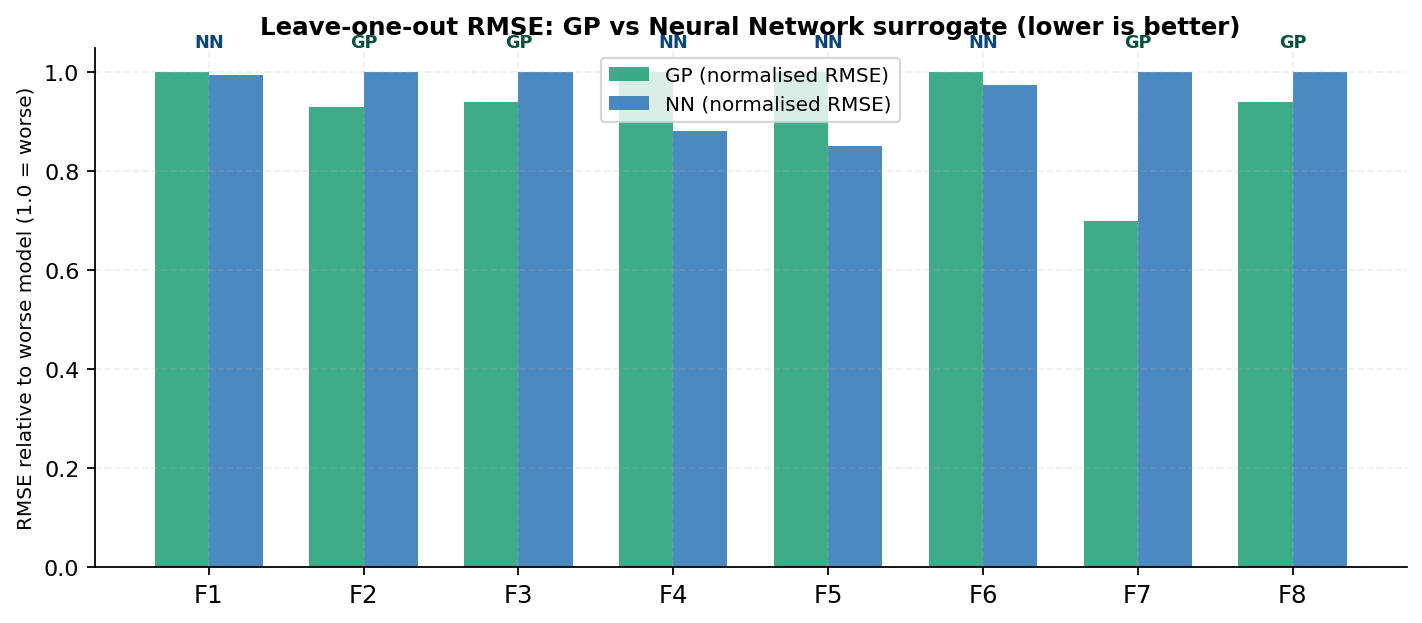 Leave-one-out RMSE: GP vs Neural Network surrogate (lower is better)
NN GP GP NN NN NN GP GP
GP (normalised RMSE)
NN (normalised RMSE)
RMSE relative to worse model (1.0 = worse)
1.0
0.8
0.6
0.4
0.2
0.0
F1 F2 F3 F4 F5 F6 F7 F8